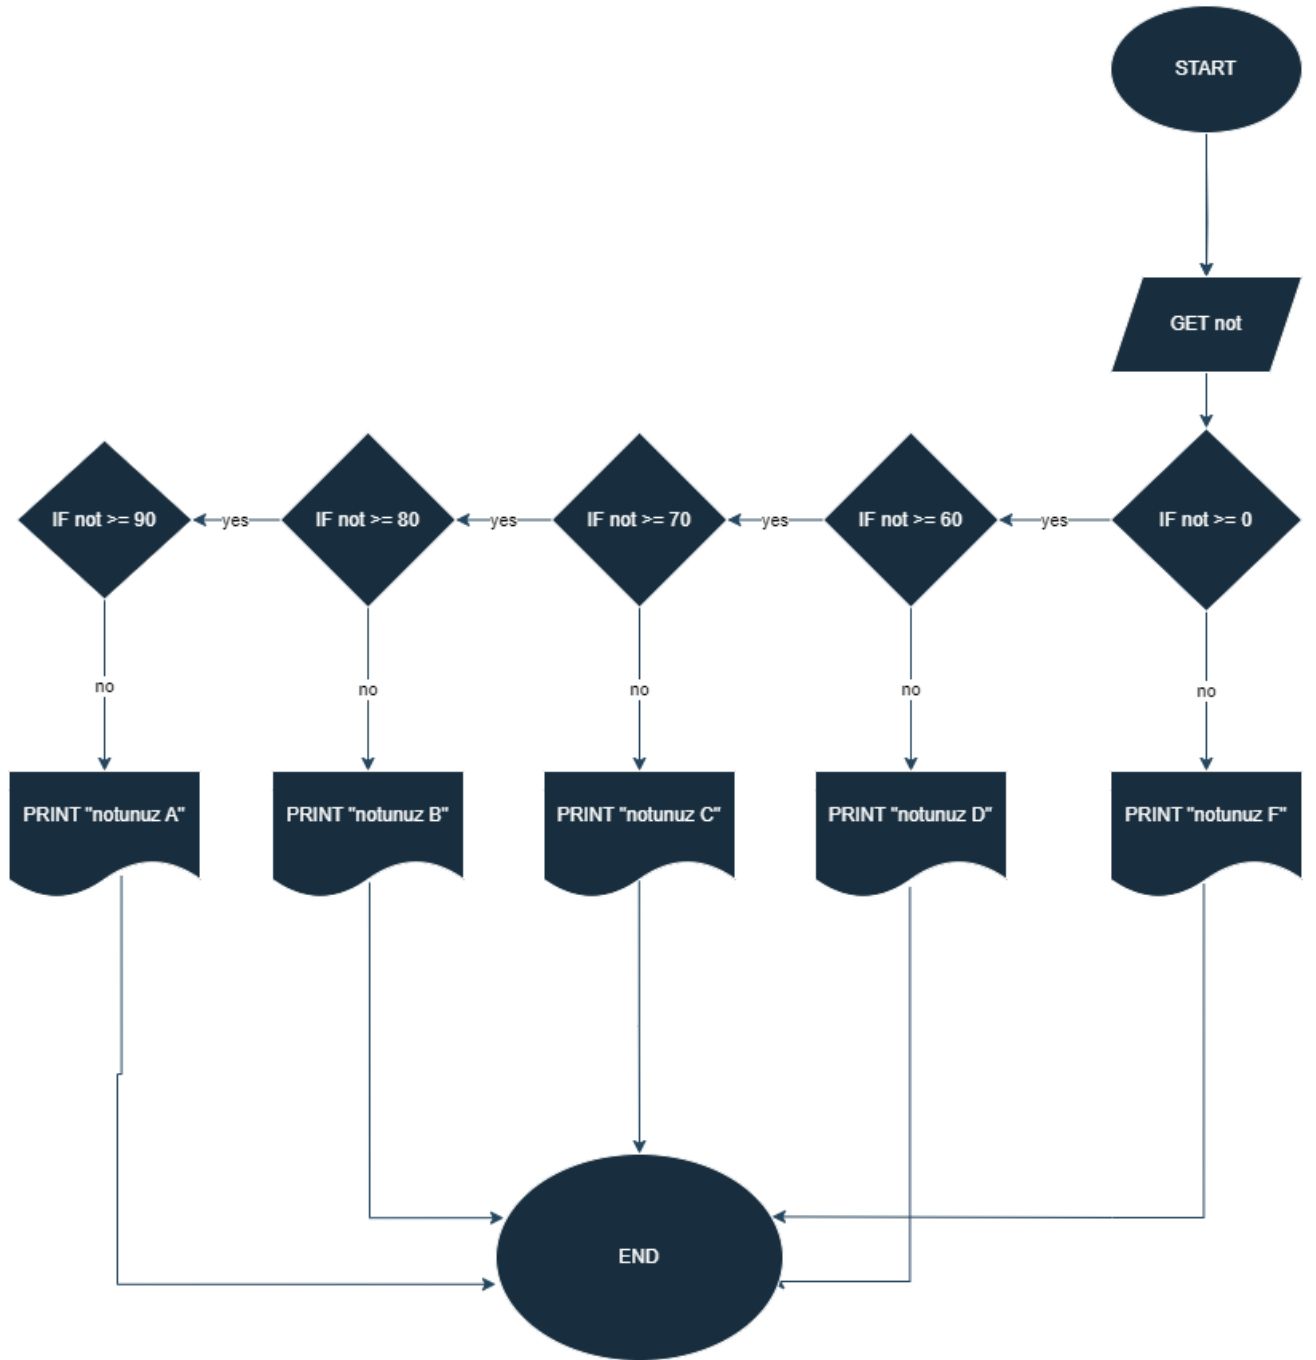 START
GET not
IF not >= 90
yes
IF not >= 80
yes
IF not >= 70
yes
IF not >= 60
yes
IF not >= 0
no
no
no
no
no
PRINT "notunuz A"
PRINT "notunuz B"
PRINT "notunuz C"
PRINT "notunuz D"
PRINT "notunuz F"
END